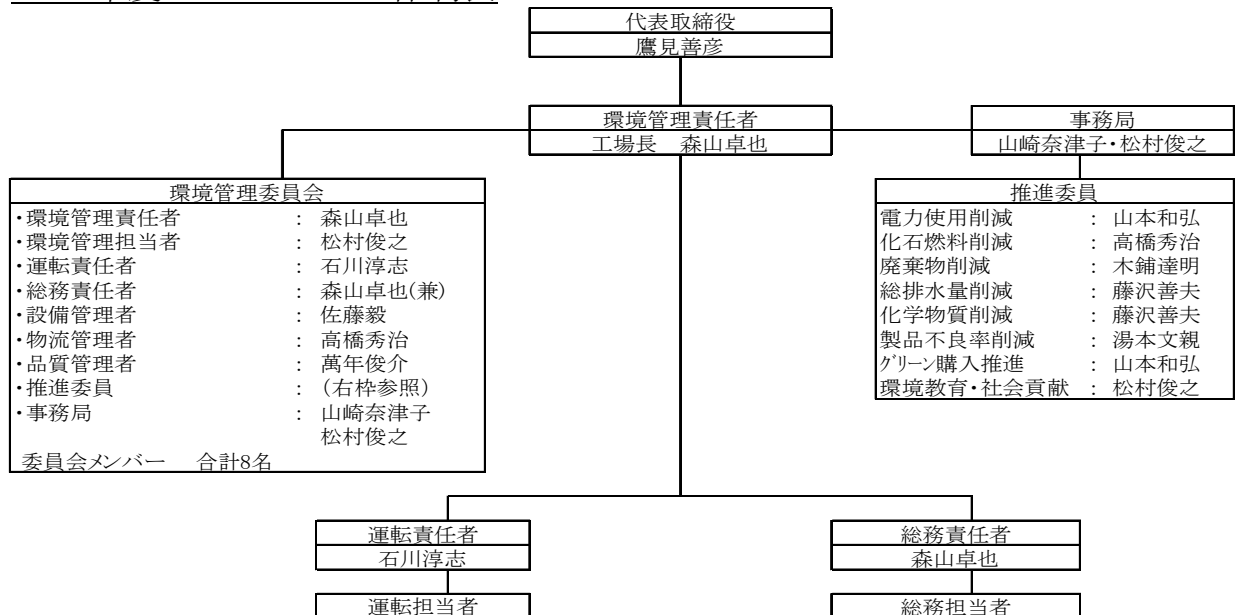 代表取締役
鷹見善彦
環境管理責任者
工場長　森山卓也
事務局
山崎奈津子・松村俊之
環境管理委員会
・環境管理責任者　：　森山卓也
・環境管理担当者　：　松村俊之
・運転責任者　：　石川淳志
・総務責任者　：　森山卓也(兼)
・設備管理者　：　佐藤毅
・物流管理者　：　高橋秀治
・品質管理者　：　萬年俊介
・推進委員　：　(右枠参照)
・事務局　：　山崎奈津子
松村俊之
委員会メンバー　合計8名
推進委員
電力使用削減　：　山本和弘
化石燃料削減　：　高橋秀治
廃棄物削減　：　木鋪達明
総排水量削減　：　藤沢善夫
化学物質削減　：　藤沢善夫
製品不良率削減　：　湯本文親
グリーン購入推進　：　山本和弘
環境教育・社会貢献　：　松村俊之
運転責任者
石川淳志
総務責任者
森山卓也
運転担当者
総務担当者